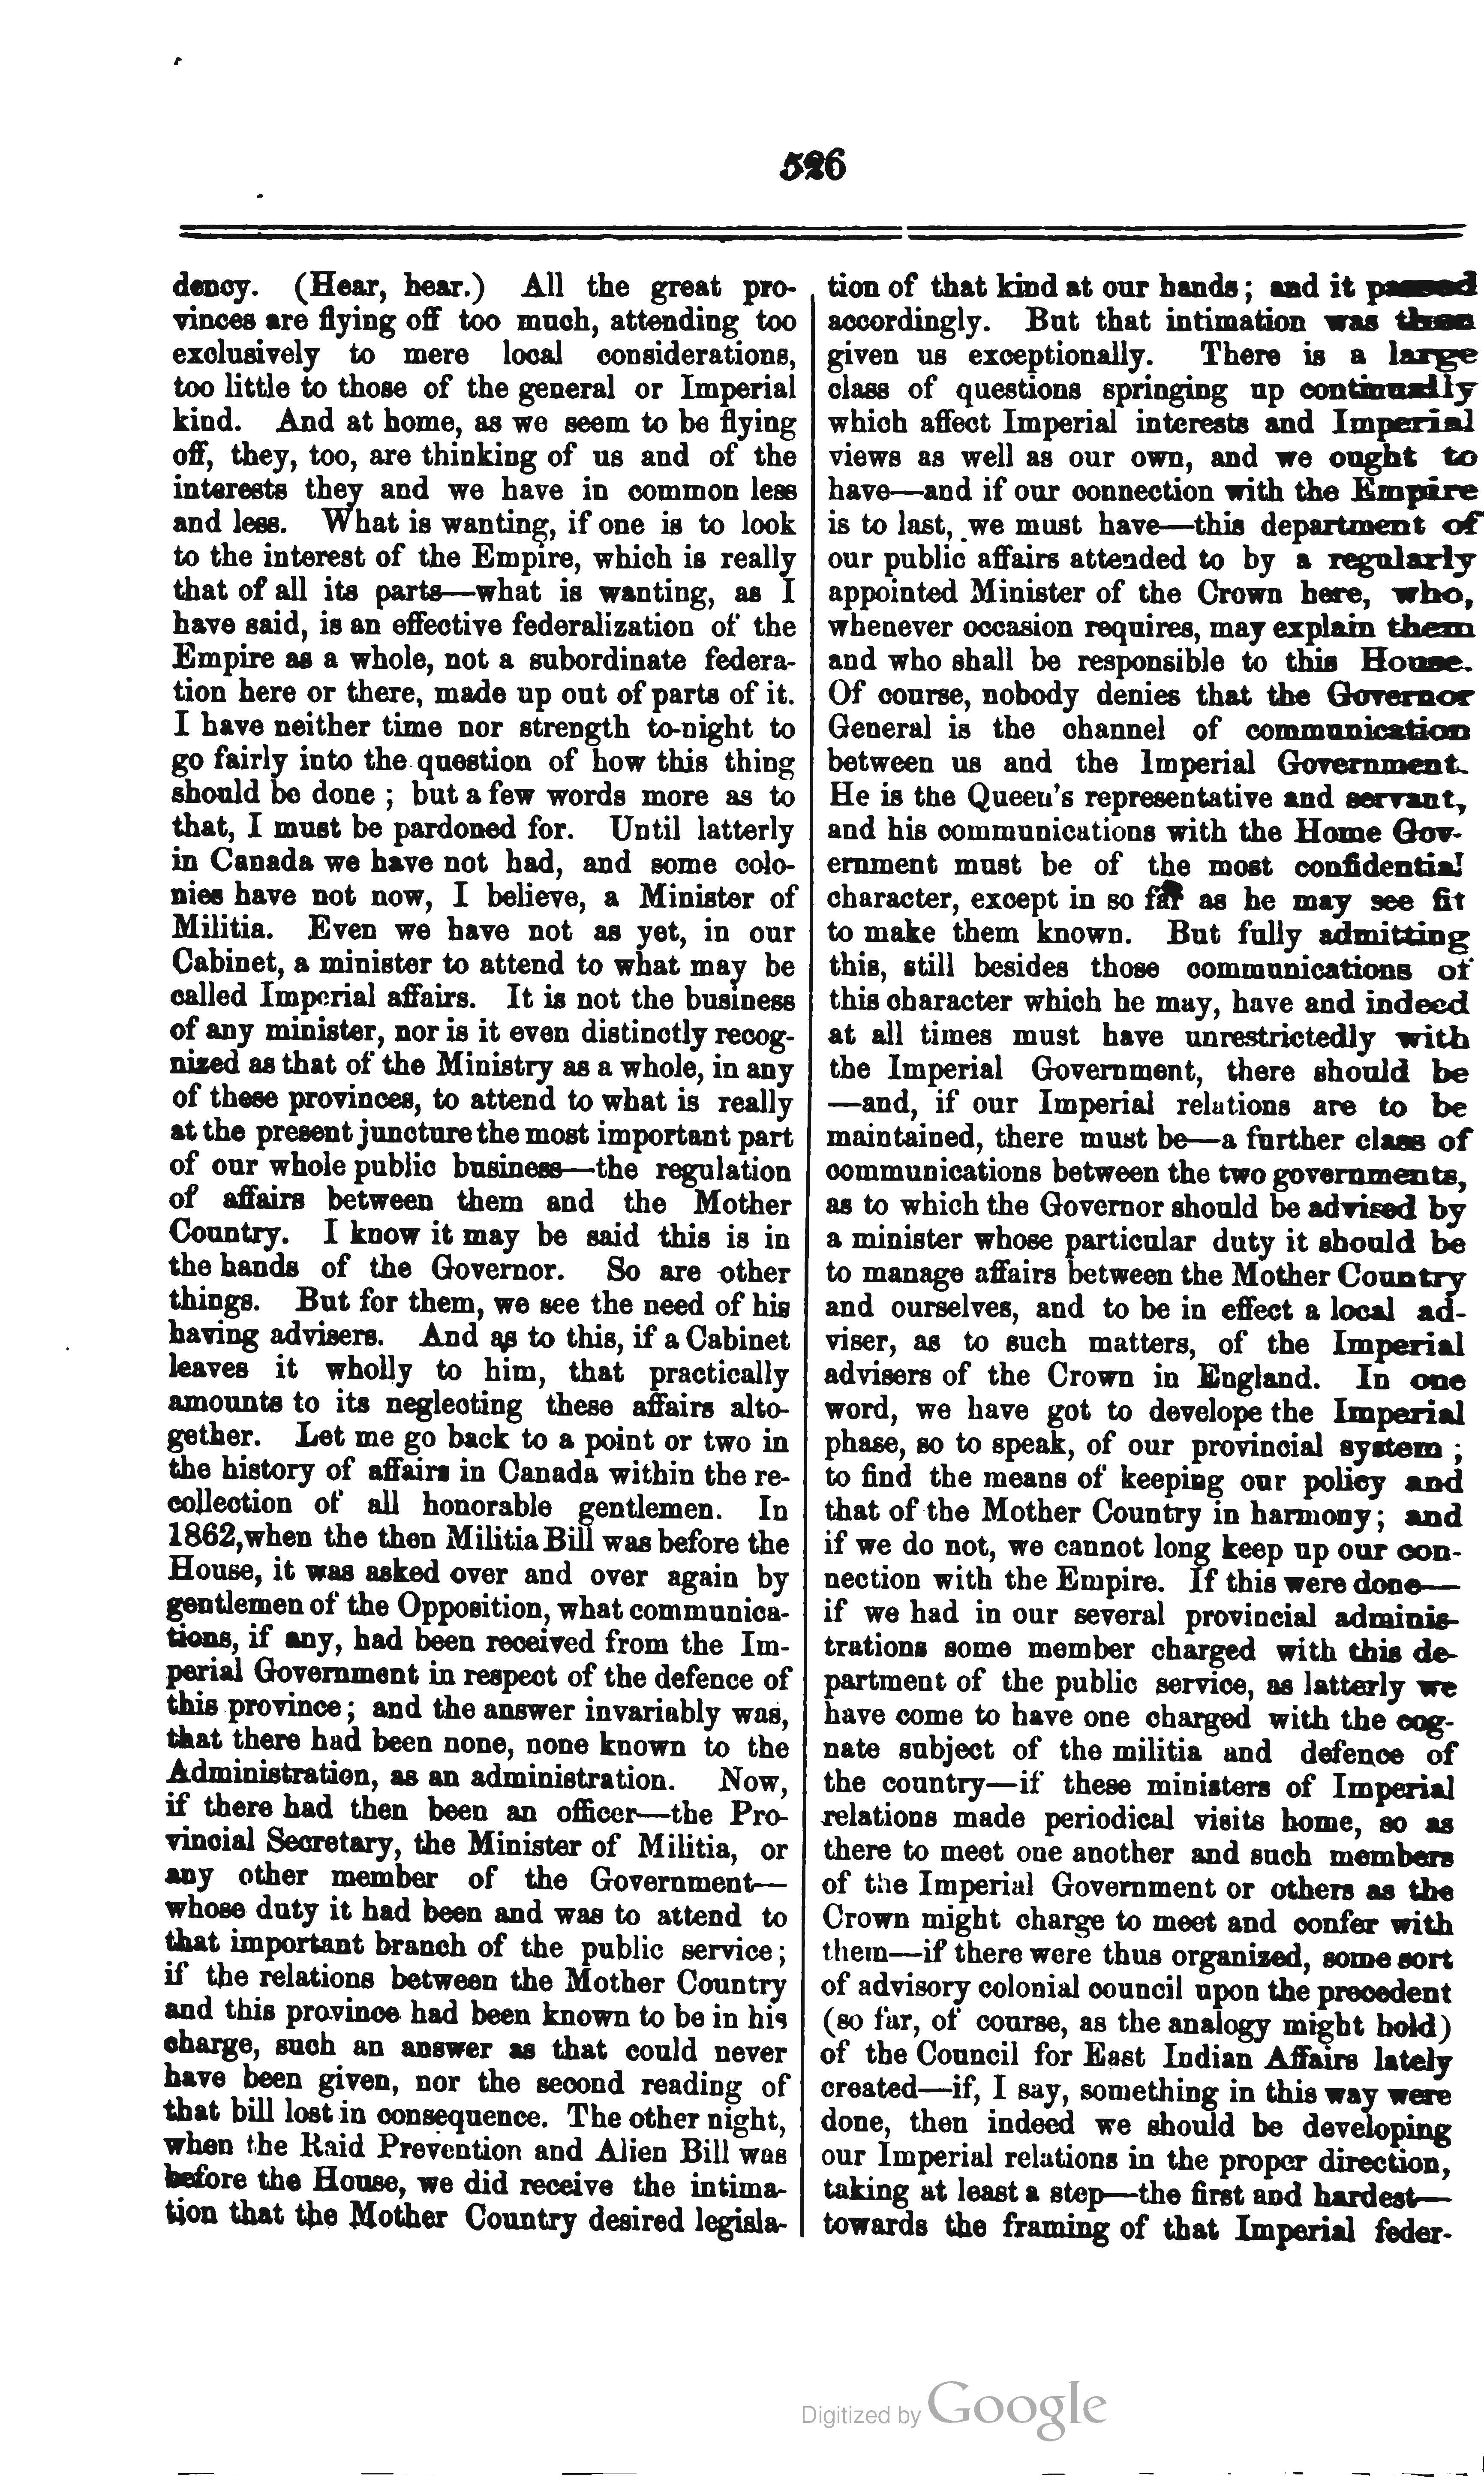 526
dency. (Hear, hear.) All the great pro-
vinces are flying off too much, attending too
exclusively to mere local considerations,
too little to those of the general or Imperial
kind. And at home, as we seem to be flying
off, they, too, are thinking of us and of the
interests they and we have in common less
and less. What is wanting, if one is to look
to the interest of the Empire, which is really
that of all its parts—what is wanting, as I
have said, is an effective federalization of the
Empire as a whole, not a subordinate federa-
tion here or there, made up out of parts of it.
I have neither time nor strength to-night to
go fairly into the question of how this thing
should be done ; but a few words more as to
that, I must be pardoned for. Until latterly
in Canada we have not had, and some colo-
nies have not now, I believe, a Minister of
Militia. Even we have not as yet, in our
Cabinet, a minister to attend to what may be
called Imperial affairs. It is not the business
of any minister, nor is it even distinctly recog-
nized as that of the Ministry as a whole, in any
of these provinces, to attend to what is really
at the present juncture the most important part
of our whole public business—the regulation
of affairs between them and the Mother
Country. I know it may be said this is in
the hands of the Governor. So are other
things. But for them, we see the need of his
having advisers. And as to this, if a Cabinet
leaves it wholly to him, that practically
amounts to its neglecting these affairs alto-
gether. Let me go back to a point or two in
the history of affairs in Canada within the re-
collection of all honorable gentlemen. In
1862, when the then Militia Bill was before the
House, it was asked over and over again by
gentlemen of the Opposition, what communica-
tions, if any, had been received from the Im-
perial Government in respect of the defence of
this province; and the answer invariably was,
that there had been none, none known to the
Administration, as an administration. Now,
if there had then been an officer—the Pro-
vincial Secretary, the Minister of Militia, or
any other member of the Government—
whose duty it had been and was to attend to
that important branch of the public service;
if the relations between the Mother Country
and this province had been known to be in his
charge, such an answer as that could never
have been given, nor the second reading of
that bill lost in consequence. The other night,
when the Raid Prevention and Alien Bill was
before the House, we did receive the intima-
tion that the Mother Country desired legisla-
tion of that kind at our hands; and it passed
accordingly. But that intimation was then
given us exceptionally. There is a large
class of questions springing up continually
which affect Imperial interests and Imperial
views as well as our own, and we ought to
have—and if our connection with the Empire
is to last, we must have—this department of
our public affairs attended to by a regularly
appointed Minister of the Crown here, who,
whenever occasion requires, may explain them
and who shall be responsible to this House.
Of course, nobody denies that the Governor
General is the channel of communication
between us and the Imperial Government.
He is the Queen's representative and servant,
and his communications with the Home Gov-
ernment must be of the most confidential
character, except in so far as he may see fit
to make them known. But fully admitting
this, still besides those communications of
this character which he may, have and indeed
at all times must have unrestrictedly with
the Imperial Government, there should be
—and, if our Imperial relations are to be
maintained, there must be—a further class of
communications between the two governments,
as to which the Governor should be advised by
a minister whose particular duty it should be
to manage affairs between the Mother Country
and ourselves, and to be in effect a local ad-
viser, as to such matters, of the Imperial
advisers of the Crown in England. In one
word, we have got to develope the Imperial
phase, so to speak, of our provincial system ;
to find the means of keeping our policy and
that of the Mother Country in harmony; and
if we do not, we cannot long keep up our con-
nection with the Empire. If this were done—
if we had in our several provincial adminis-
trations some member charged with this de-
partment of the public service, as latterly we
have come to have one charged with the cog-
nate subject of the militia and defence of
the country—if these ministers of Imperial
relations made periodical visits home, so as
there to meet one another and such members
of the Imperial Government or others as the
Crown might charge to meet and confer with
them—if there were thus organized, some sort
of advisory colonial council upon the precedent
(so far, of course, as the analogy might hold)
of the Council for East Indian Affairs lately
created—if, I say, something in this way were
done, then indeed we should be developing
our Imperial relations in the proper direction,
taking at least a step—the first and hardest—
towards the framing of that Imperial feder-
Digitized by Google